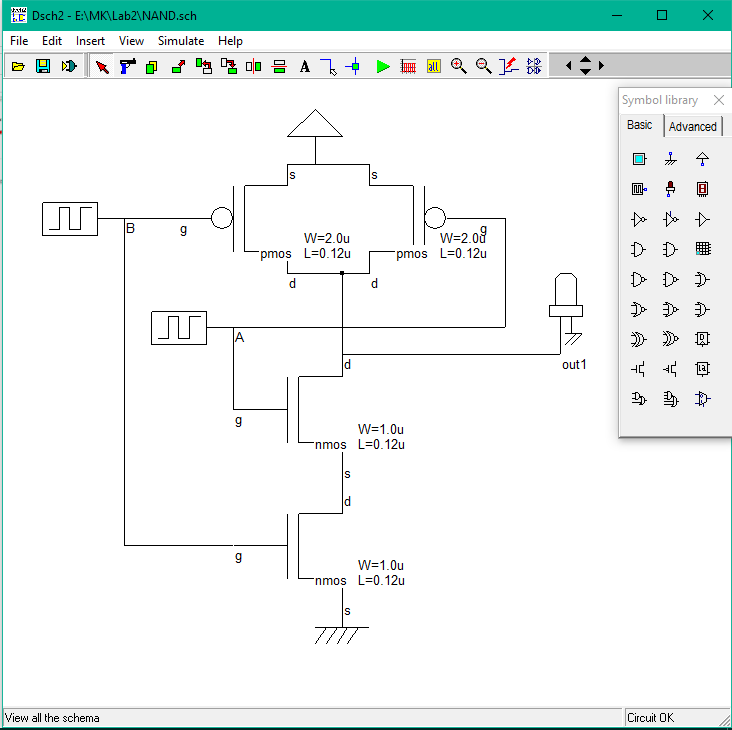 Dsch2 - E:\MK\Lab2\NAND.sch
File Edit Insert View Simulate Help
A
all
Symbol library
Basic Advanced
s s
B g g
W=2.0u W=2.0u
pmos L=0.12u pmos L=0.12u
d d
A
d out1
g
W=1.0u
nmos L=0.12u
s
d
g
W=1.0u
nmos L=0.12u
s
View all the schema Circuit OK